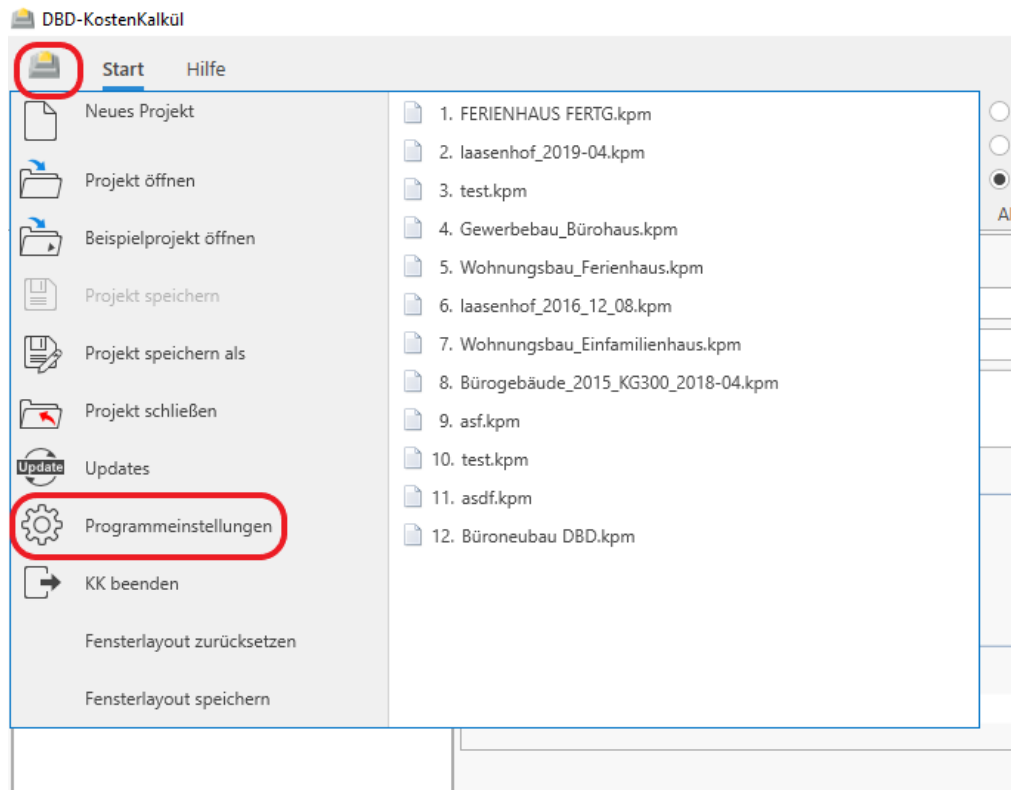 DBD-KostenKalkül
Start Hilfe
Neues Projekt
Projekt öffnen
Beispielprojekt öffnen
Projekt speichern
Projekt speichern als
Projekt schließen
Update Updates
Programmeinstellungen
KK beenden
Fensterlayout zurücksetzen
Fensterlayout speichern
1. FERIENHAUS FERTG.kpm
2. laasenhof_2019-04.kpm
3. test.kpm
4. Gewerbebau_Bürohaus.kpm
5. Wohnungsbau_Ferienhaus.kpm
6. laasenhof_2016_12_08.kpm
7. Wohnungsbau_Einfamilienhaus.kpm
8. Bürogebäude_2015_KG300_2018-04.kpm
9. asf.kpm
10. test.kpm
11. asdf.kpm
12. Büroneubau DBD.kpm